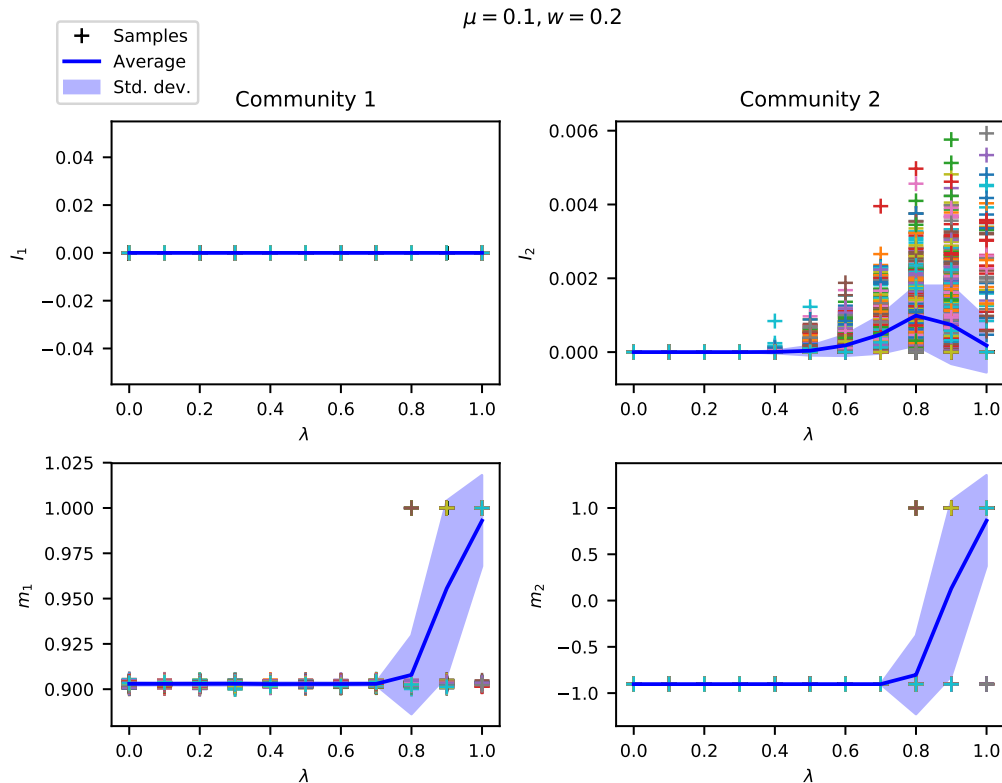 μ = 0.1, w = 0.2
Samples
Average
Std. dev.
Community 1
Community 2
0.04
0.02
0.00
−0.02
−0.04
I₁
0.0 0.2 0.4 0.6 0.8 1.0
λ
0.006
0.004
0.002
0.000
I₂
0.0 0.2 0.4 0.6 0.8 1.0
λ
1.025
1.000
0.975
0.950
0.925
0.900
m₁
0.0 0.2 0.4 0.6 0.8 1.0
λ
1.0
0.5
0.0
−0.5
−1.0
m₂
0.0 0.2 0.4 0.6 0.8 1.0
λ